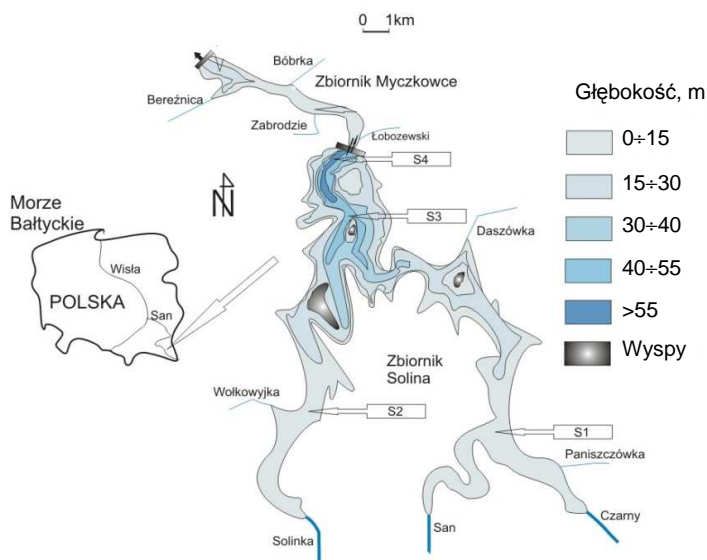 0 1km
Bóbrka
Zbiornik Myczkowce
Bereźnica
Zabrodzie
Łobozewski
S4
Głębokość, m
0÷15
15÷30
30÷40
40÷55
>55
Wyspy
N
S3
Daszówka
Morze
Bałtyckie
Wisła
POLSKA
San
Zbiornik
Solina
Wołkowyjka
S2
S1
Paniszczówka
Solinka
San
Czarny